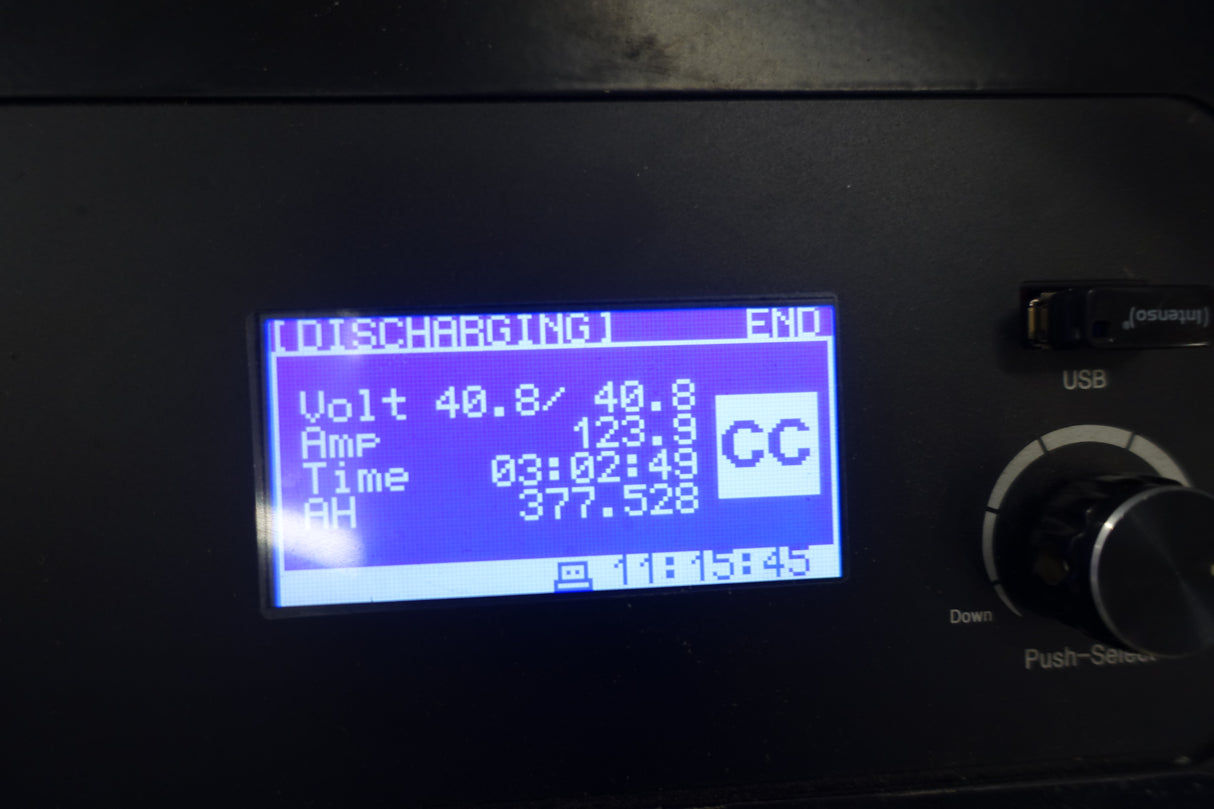 [DISCHARGING] END
Volt 40.8/ 40.8
Amp 123.9
CC
Time 03:02:49
AH 377.528
11:15:45
(intenso)®
USB
Down
Push-Select